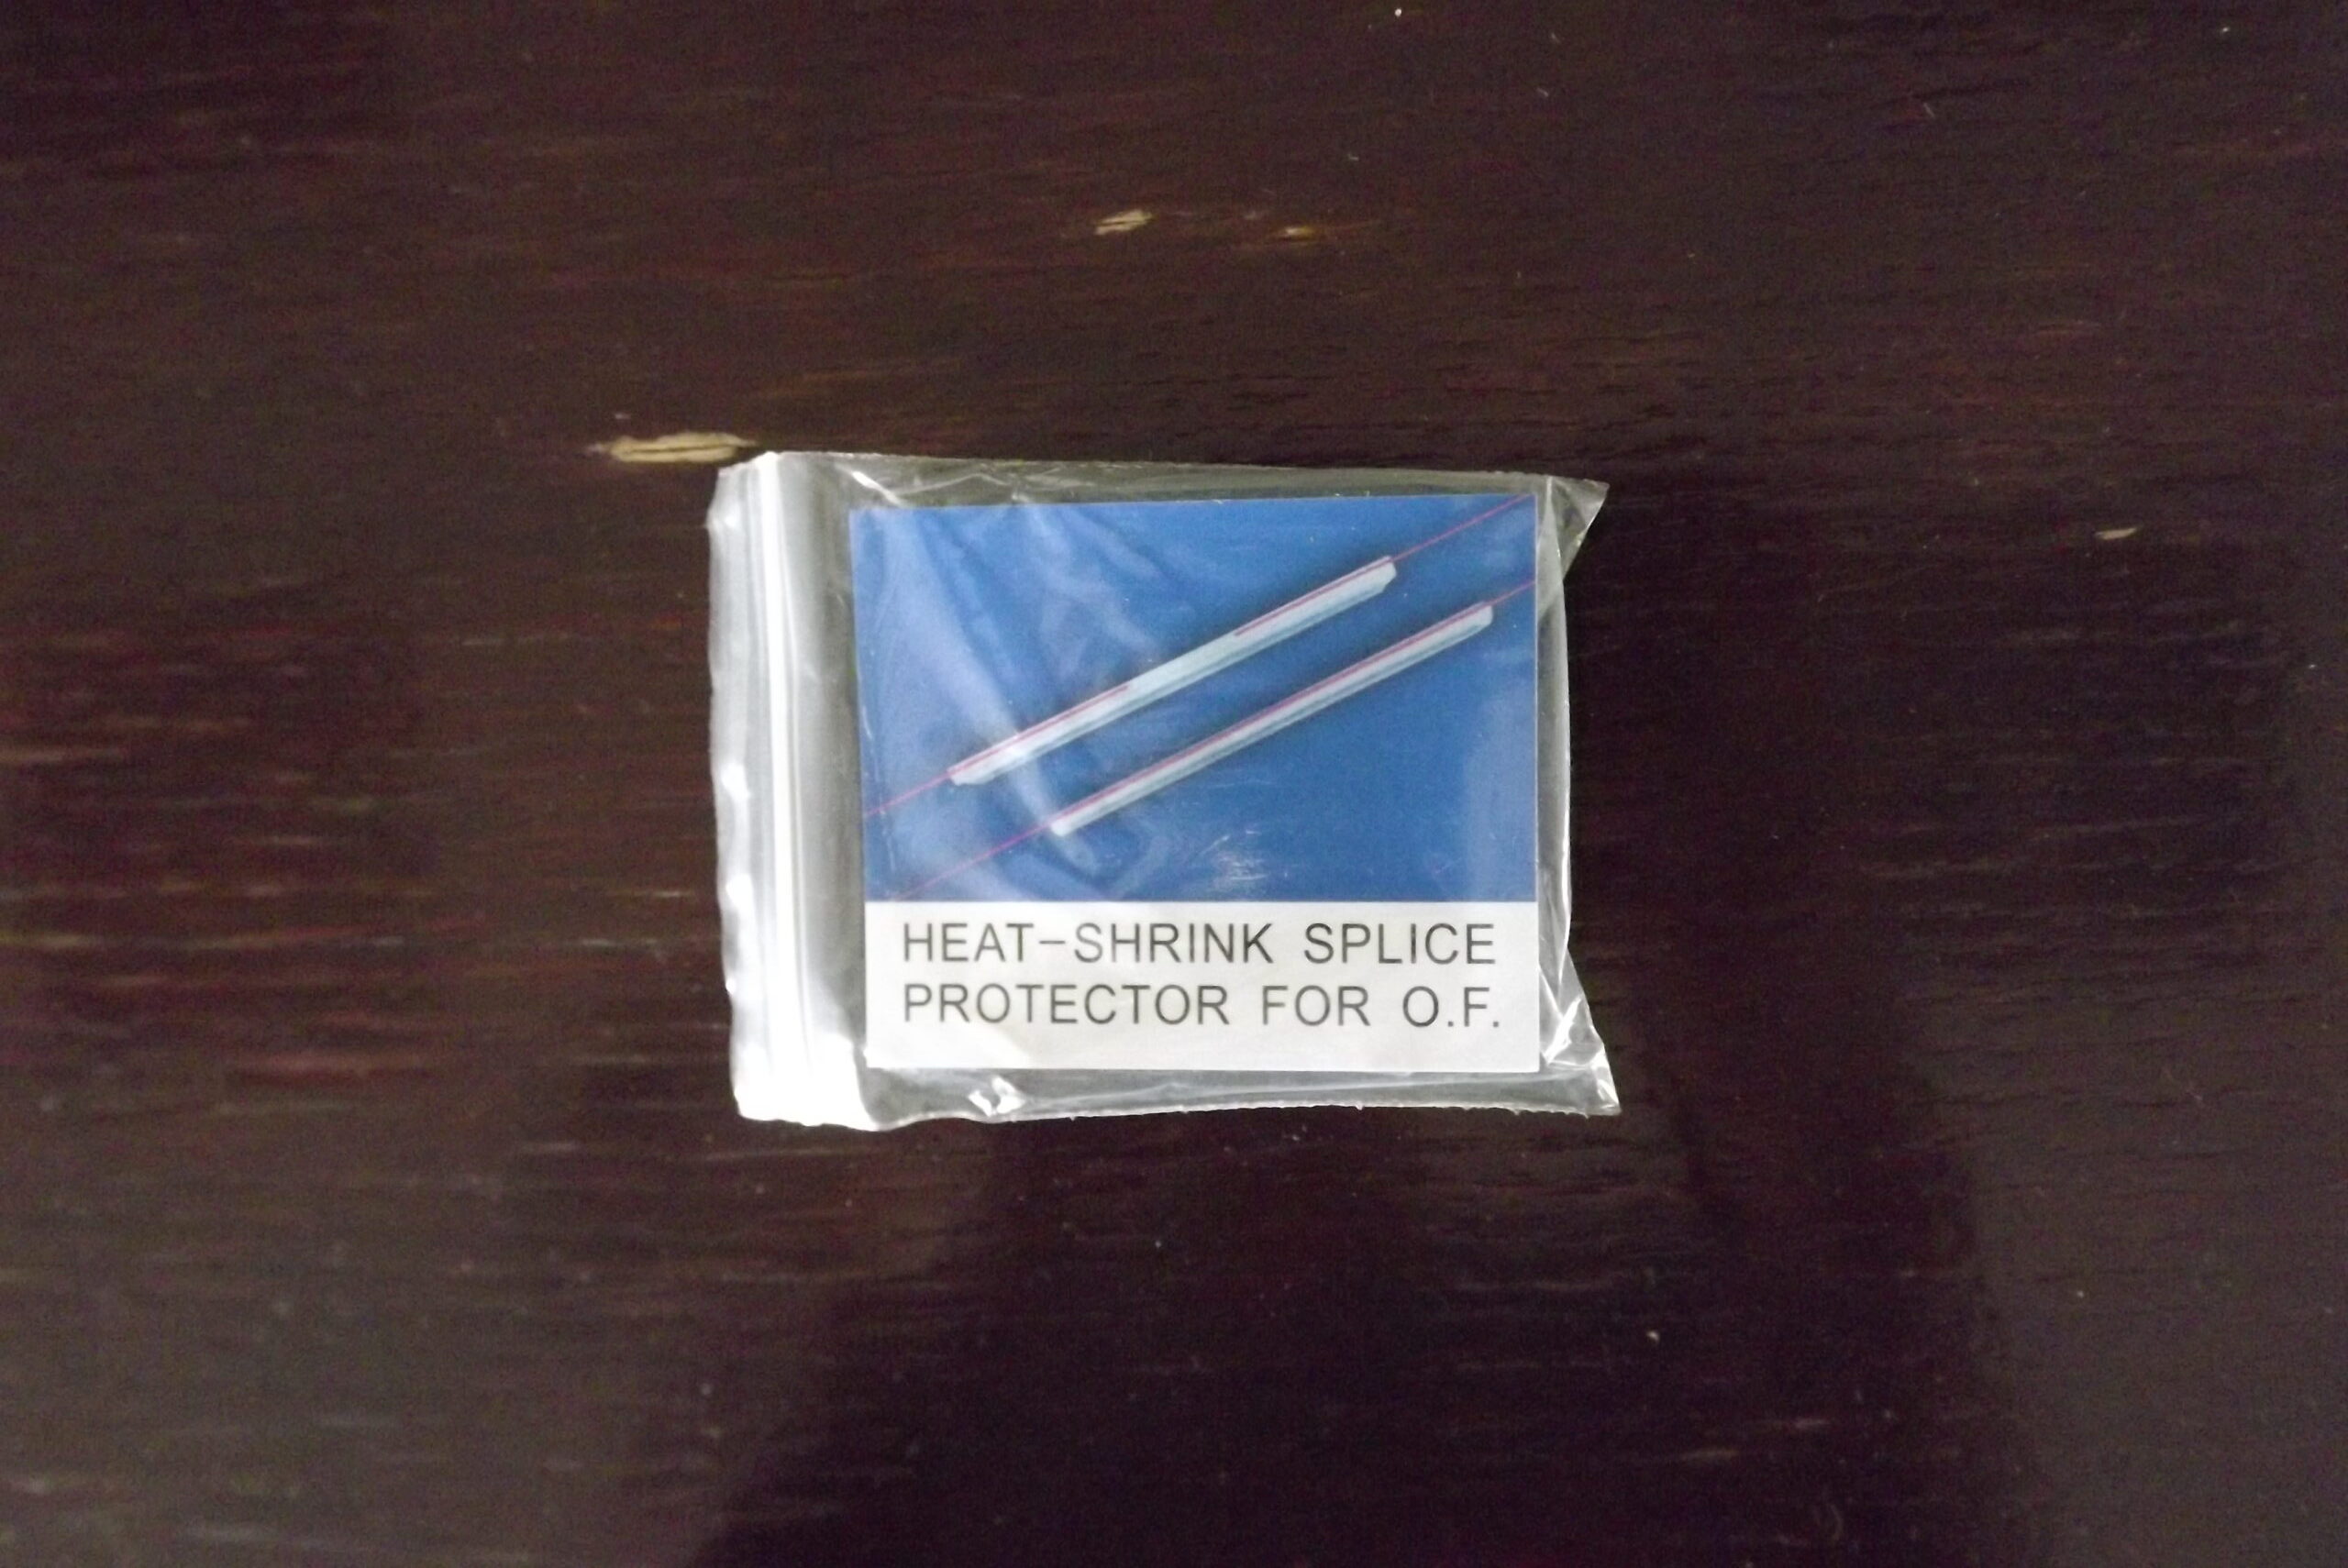 HEAT-SHRINK SPLICE
PROTECTOR FOR O.F.